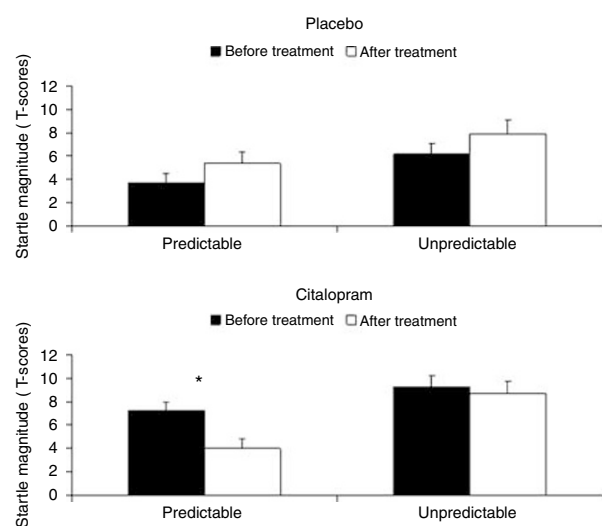 Placebo
Before treatment After treatment
Startle magnitude ( T-scores)
12
10
8
6
4
2
0
Predictable Unpredictable
Citalopram
Before treatment After treatment
Startle magnitude ( T-scores)
12
10
8
6
4
2
0
*
Predictable Unpredictable